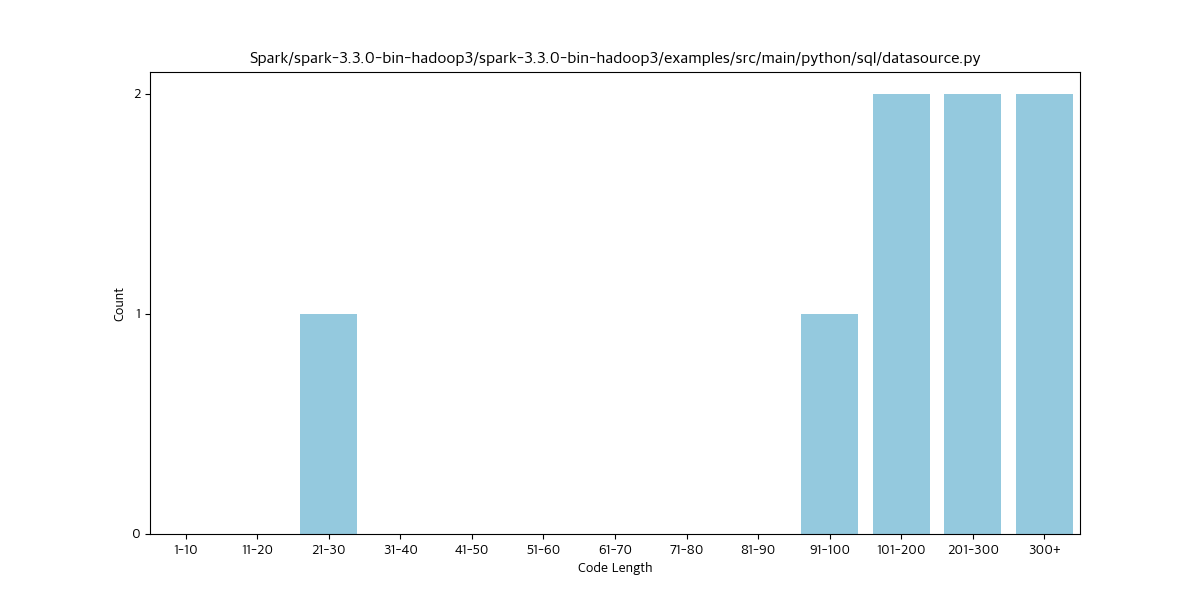 Spark/spark-3.3.0-bin-hadoop3/spark-3.3.0-bin-hadoop3/examples/src/main/python/sql/datasource.py
2
1
0
Count
1-10 11-20 21-30 31-40 41-50 51-60 61-70 71-80 81-90 91-100 101-200 201-300 300+
Code Length